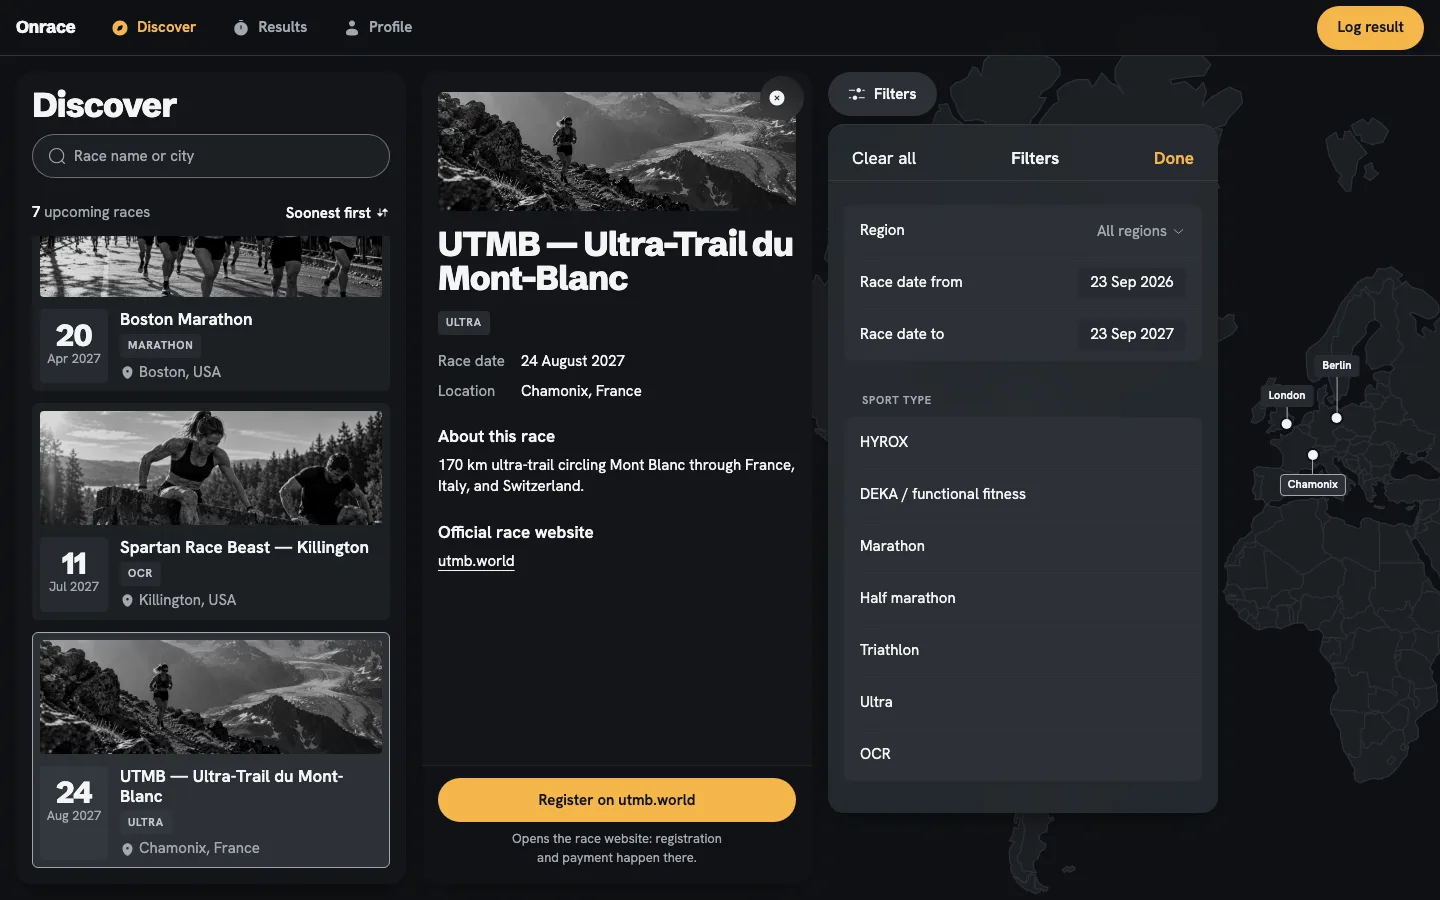 Onrace
Discover
Results
Profile
Log result
Discover
Race name or city
7 upcoming races
Soonest first
20
Apr 2027
Boston Marathon
MARATHON
Boston, USA
11
Jul 2027
Spartan Race Beast — Killington
OCR
Killington, USA
24
Aug 2027
UTMB — Ultra-Trail du Mont-
Blanc
ULTRA
Chamonix, France
UTMB — Ultra-Trail du
Mont-Blanc
ULTRA
Race date 24 August 2027
Location Chamonix, France
About this race
170 km ultra-trail circling Mont Blanc through France,
Italy, and Switzerland.
Official race website
utmb.world
Register on utmb.world
Opens the race website: registration
and payment happen there.
Filters
Clear all
Filters
Done
Region All regions
Race date from 23 Sep 2026
Race date to 23 Sep 2027
SPORT TYPE
HYROX
DEKA / functional fitness
Marathon
Half marathon
Triathlon
Ultra
OCR
Berlin
London
Chamonix